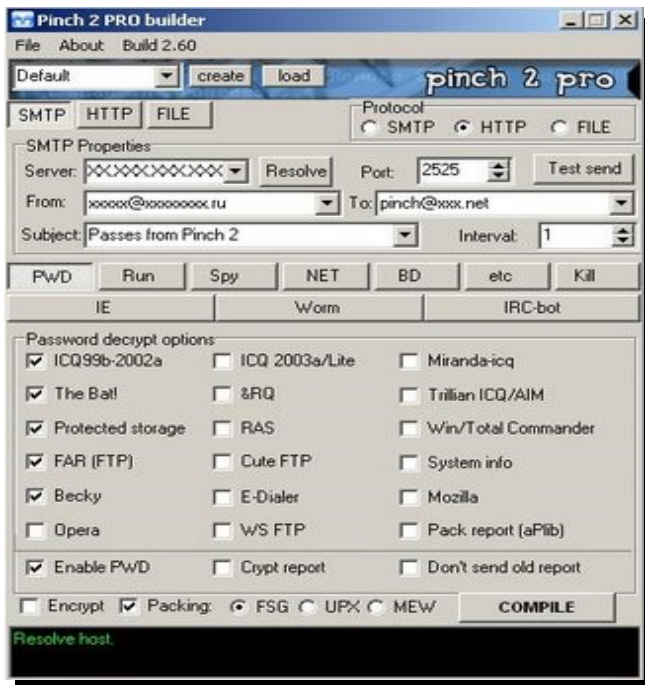 Pinch 2 PRO builder
File About Build 2.60
Default create load pinch 2 pro
SMTP HTTP FILE
Protocol
SMTP HTTP FILE
SMTP Properties
Server: Resolve Port: 2525 Test send
From: To: pinch@xxx.net
Subject: Passes from Pinch 2 Interval: 1
PWD Run Spy NET BD etc Kill
IE Worm IRC-bot
Password decrypt options
ICQ99b-2002a ICQ 2003a/Lite Miranda-icq
The Bat! &RQ Trillian ICQ/AIM
Protected storage RAS Win/Total Commander
FAR (FTP) Cute FTP System info
Becky E-Dialer Mozilla
Opera WS FTP Pack report (aPlib)
Enable PWD Crypt report Don't send old report
Encrypt Packing: FSG UPX MEW COMPILE
Resolve host.